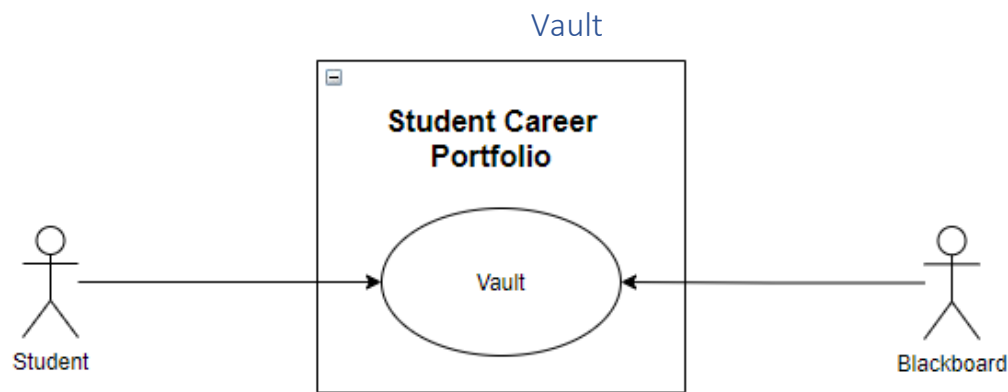 Vault
Student Career
Portfolio
Vault
Student
Blackboard